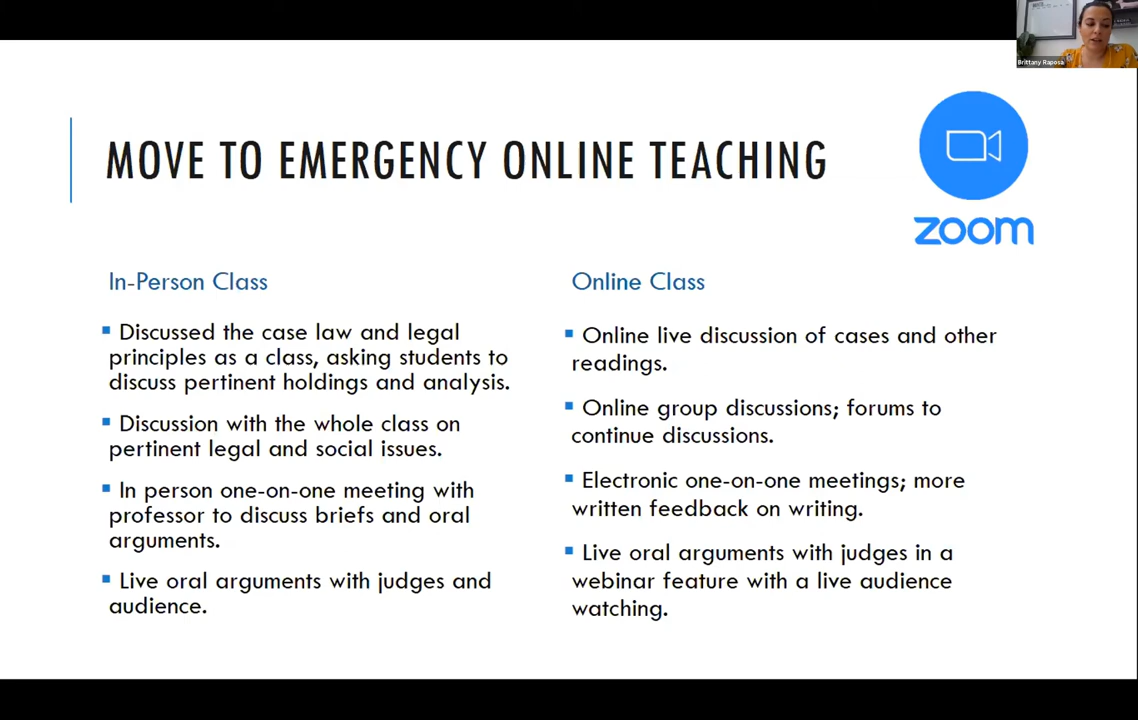 Brittany Raposa
MOVE TO EMERGENCY ONLINE TEACHING
zoom
In-Person Class
Discussed the case law and legal
principles as a class, asking students to
discuss pertinent holdings and analysis.
Discussion with the whole class on
pertinent legal and social issues.
In person one-on-one meeting with
professor to discuss briefs and oral
arguments.
Live oral arguments with judges and
audience.
Online Class
Online live discussion of cases and other
readings.
Online group discussions; forums to
continue discussions.
Electronic one-on-one meetings; more
written feedback on writing.
Live oral arguments with judges in a
webinar feature with a live audience
watching.